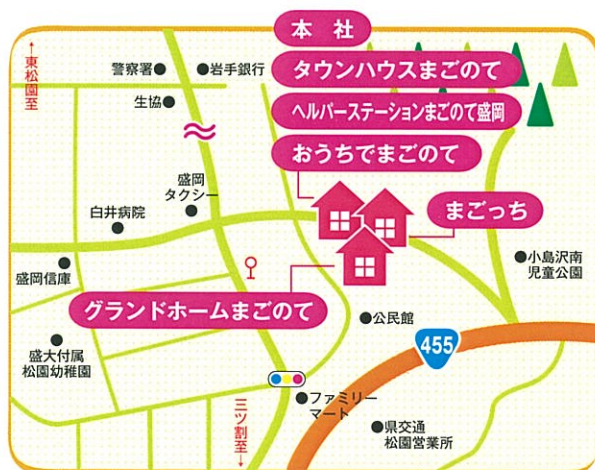 本社
タウンハウスまごのて
ヘルパーステーションまごのて盛岡
おうちでまごのて
まごっち
グランドホームまごのて
↑東松園至
警察署
岩手銀行
生協
盛岡
タクシー
白井病院
盛岡信庫
盛大付属
松園幼稚園
小鳥沢南
児童公園
公民館
455
ファミリー
マート
県交通
松園営業所
三ツ割至↓